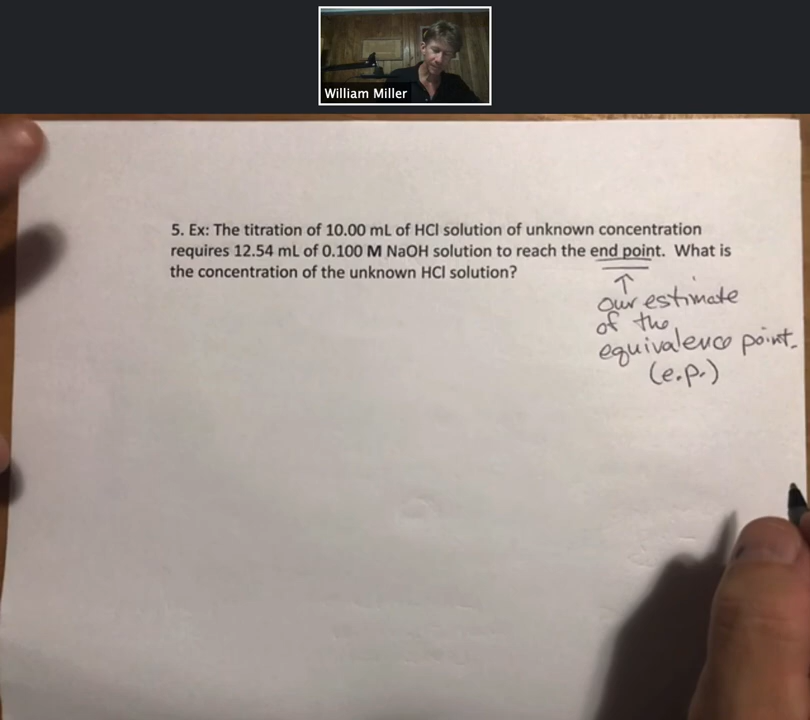 William Miller
5. Ex: The titration of 10.00 mL of HCl solution of unknown concentration
requires 12.54 mL of 0.100 M NaOH solution to reach the end point. What is
the concentration of the unknown HCl solution?
our estimate
of the
equivalence point.
(e.p.)